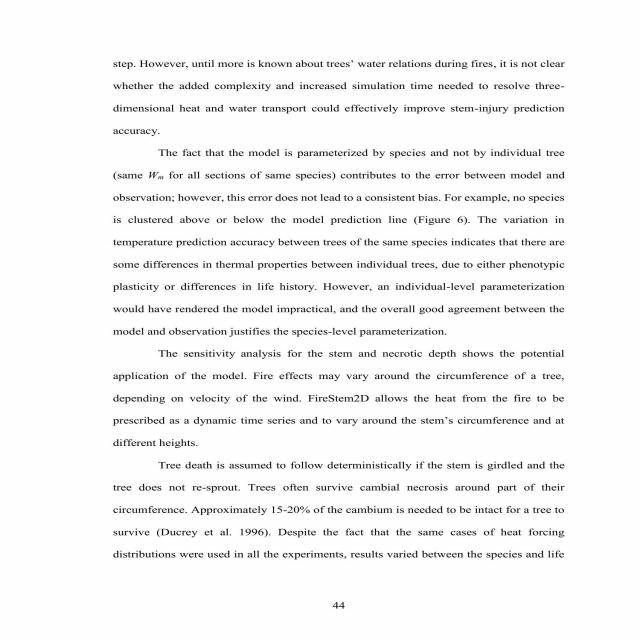 step. However, until more is known about trees’ water relations during fires, it is not clear
whether the added complexity and increased simulation time needed to resolve three-
dimensional heat and water transport could effectively improve stem-injury prediction
accuracy.
The fact that the model is parameterized by species and not by individual tree
(same Wm for all sections of same species) contributes to the error between model and
observation; however, this error does not lead to a consistent bias. For example, no species
is clustered above or below the model prediction line (Figure 6). The variation in
temperature prediction accuracy between trees of the same species indicates that there are
some differences in thermal properties between individual trees, due to either phenotypic
plasticity or differences in life history. However, an individual-level parameterization
would have rendered the model impractical, and the overall good agreement between the
model and observation justifies the species-level parameterization.
The sensitivity analysis for the stem and necrotic depth shows the potential
application of the model. Fire effects may vary around the circumference of a tree,
depending on velocity of the wind. FireStem2D allows the heat from the fire to be
prescribed as a dynamic time series and to vary around the stem’s circumference and at
different heights.
Tree death is assumed to follow deterministically if the stem is girdled and the
tree does not re-sprout. Trees often survive cambial necrosis around part of their
circumference. Approximately 15-20% of the cambium is needed to be intact for a tree to
survive (Ducrey et al. 1996). Despite the fact that the same cases of heat forcing
distributions were used in all the experiments, results varied between the species and life
44